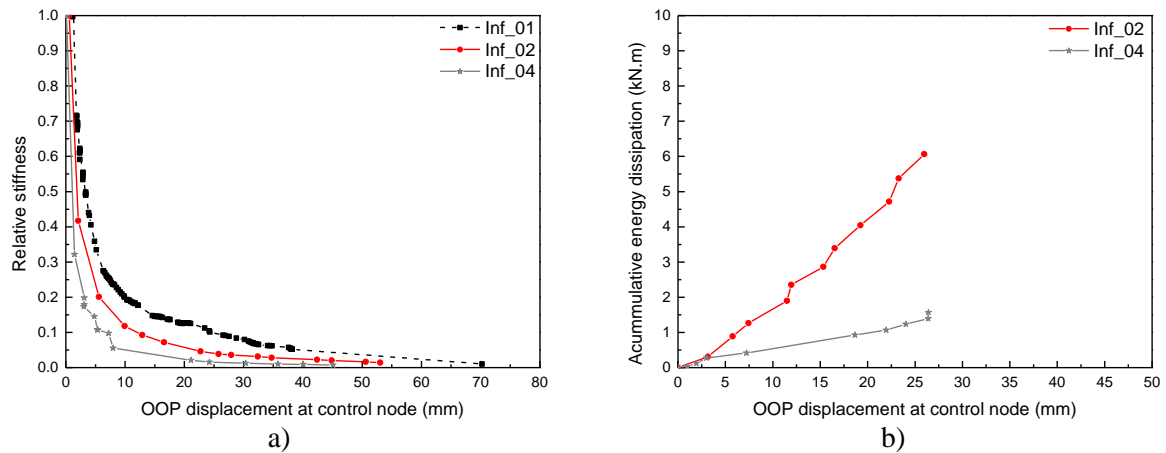 1.0
0.9
0.8
0.7
0.6
0.5
0.4
0.3
0.2
0.1
0.0
Relative stiffness
0 10 20 30 40 50 60 70 80
OOP displacement at control node (mm)
Inf_01
Inf_02
Inf_04
a)
10
9
8
7
6
5
4
3
2
1
0
Acummulative energy dissipation (kN.m)
0 5 10 15 20 25 30 35 40 45 50
OOP displacement at control node (mm)
Inf_02
Inf_04
b)